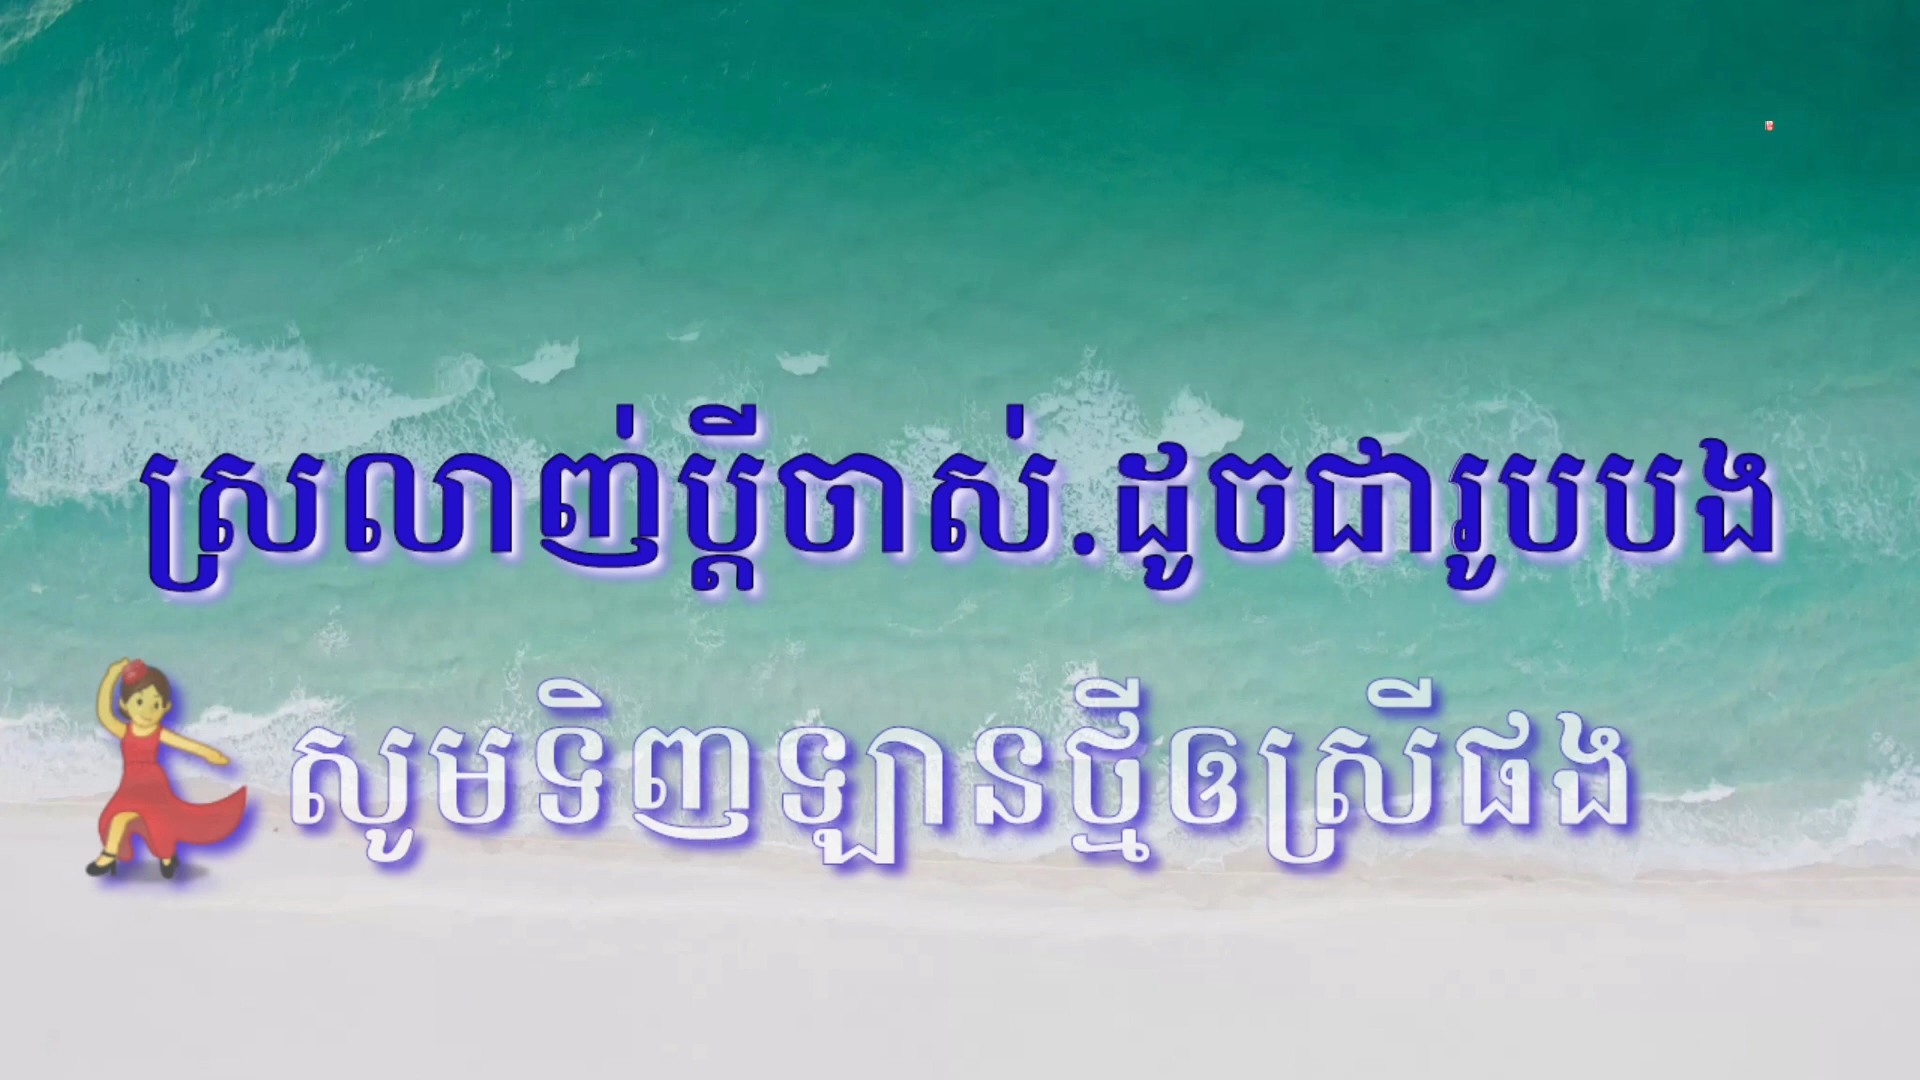 ស្រលាញ់ប្ដីចាស់.ដូចជារូបបង
សូមទិញឡានថ្មីឲស្រីផង